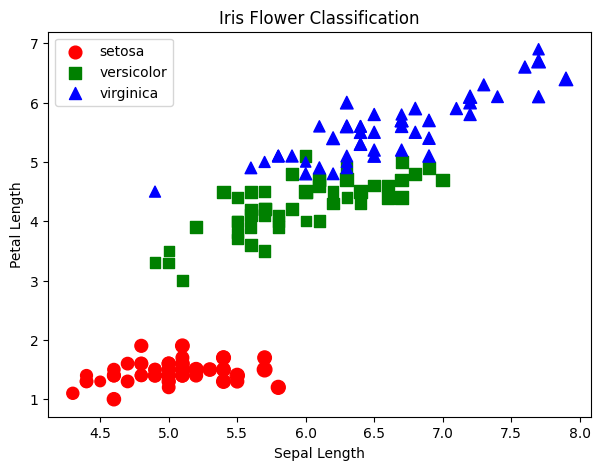 Iris Flower Classification
setosa
versicolor
virginica
Petal Length
7
6
5
4
3
2
1
4.5 5.0 5.5 6.0 6.5 7.0 7.5 8.0
Sepal Length